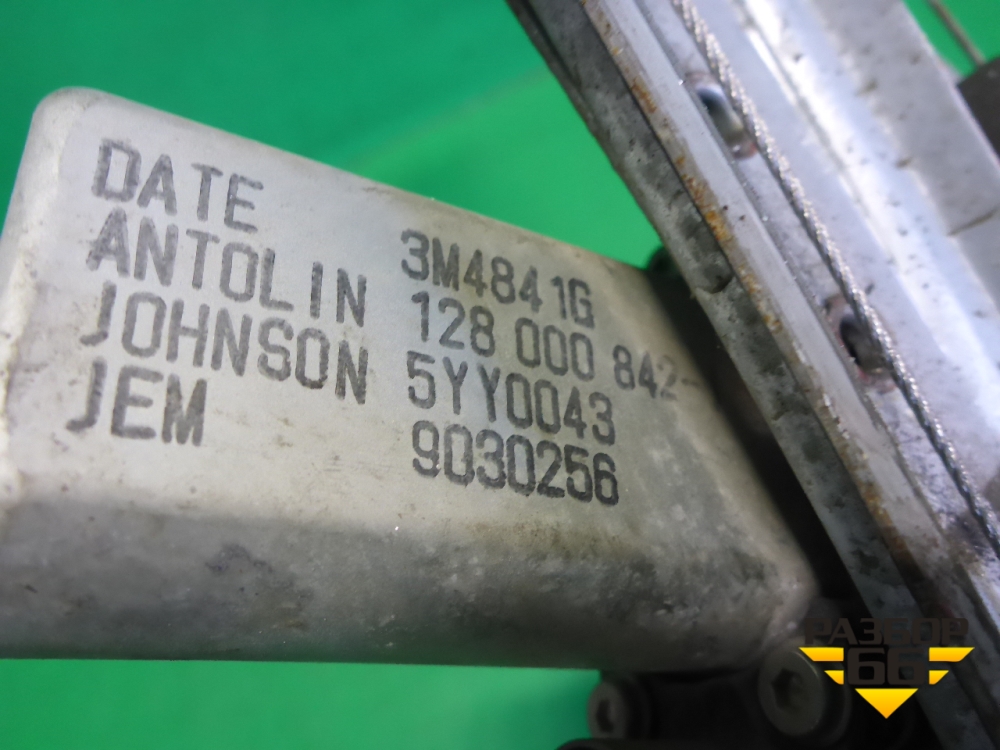 DATE 3M4841G
ANTOLIN 128 000 842-
JOHNSON 5YY0043
JEM 9030256
РАЗБОР
66